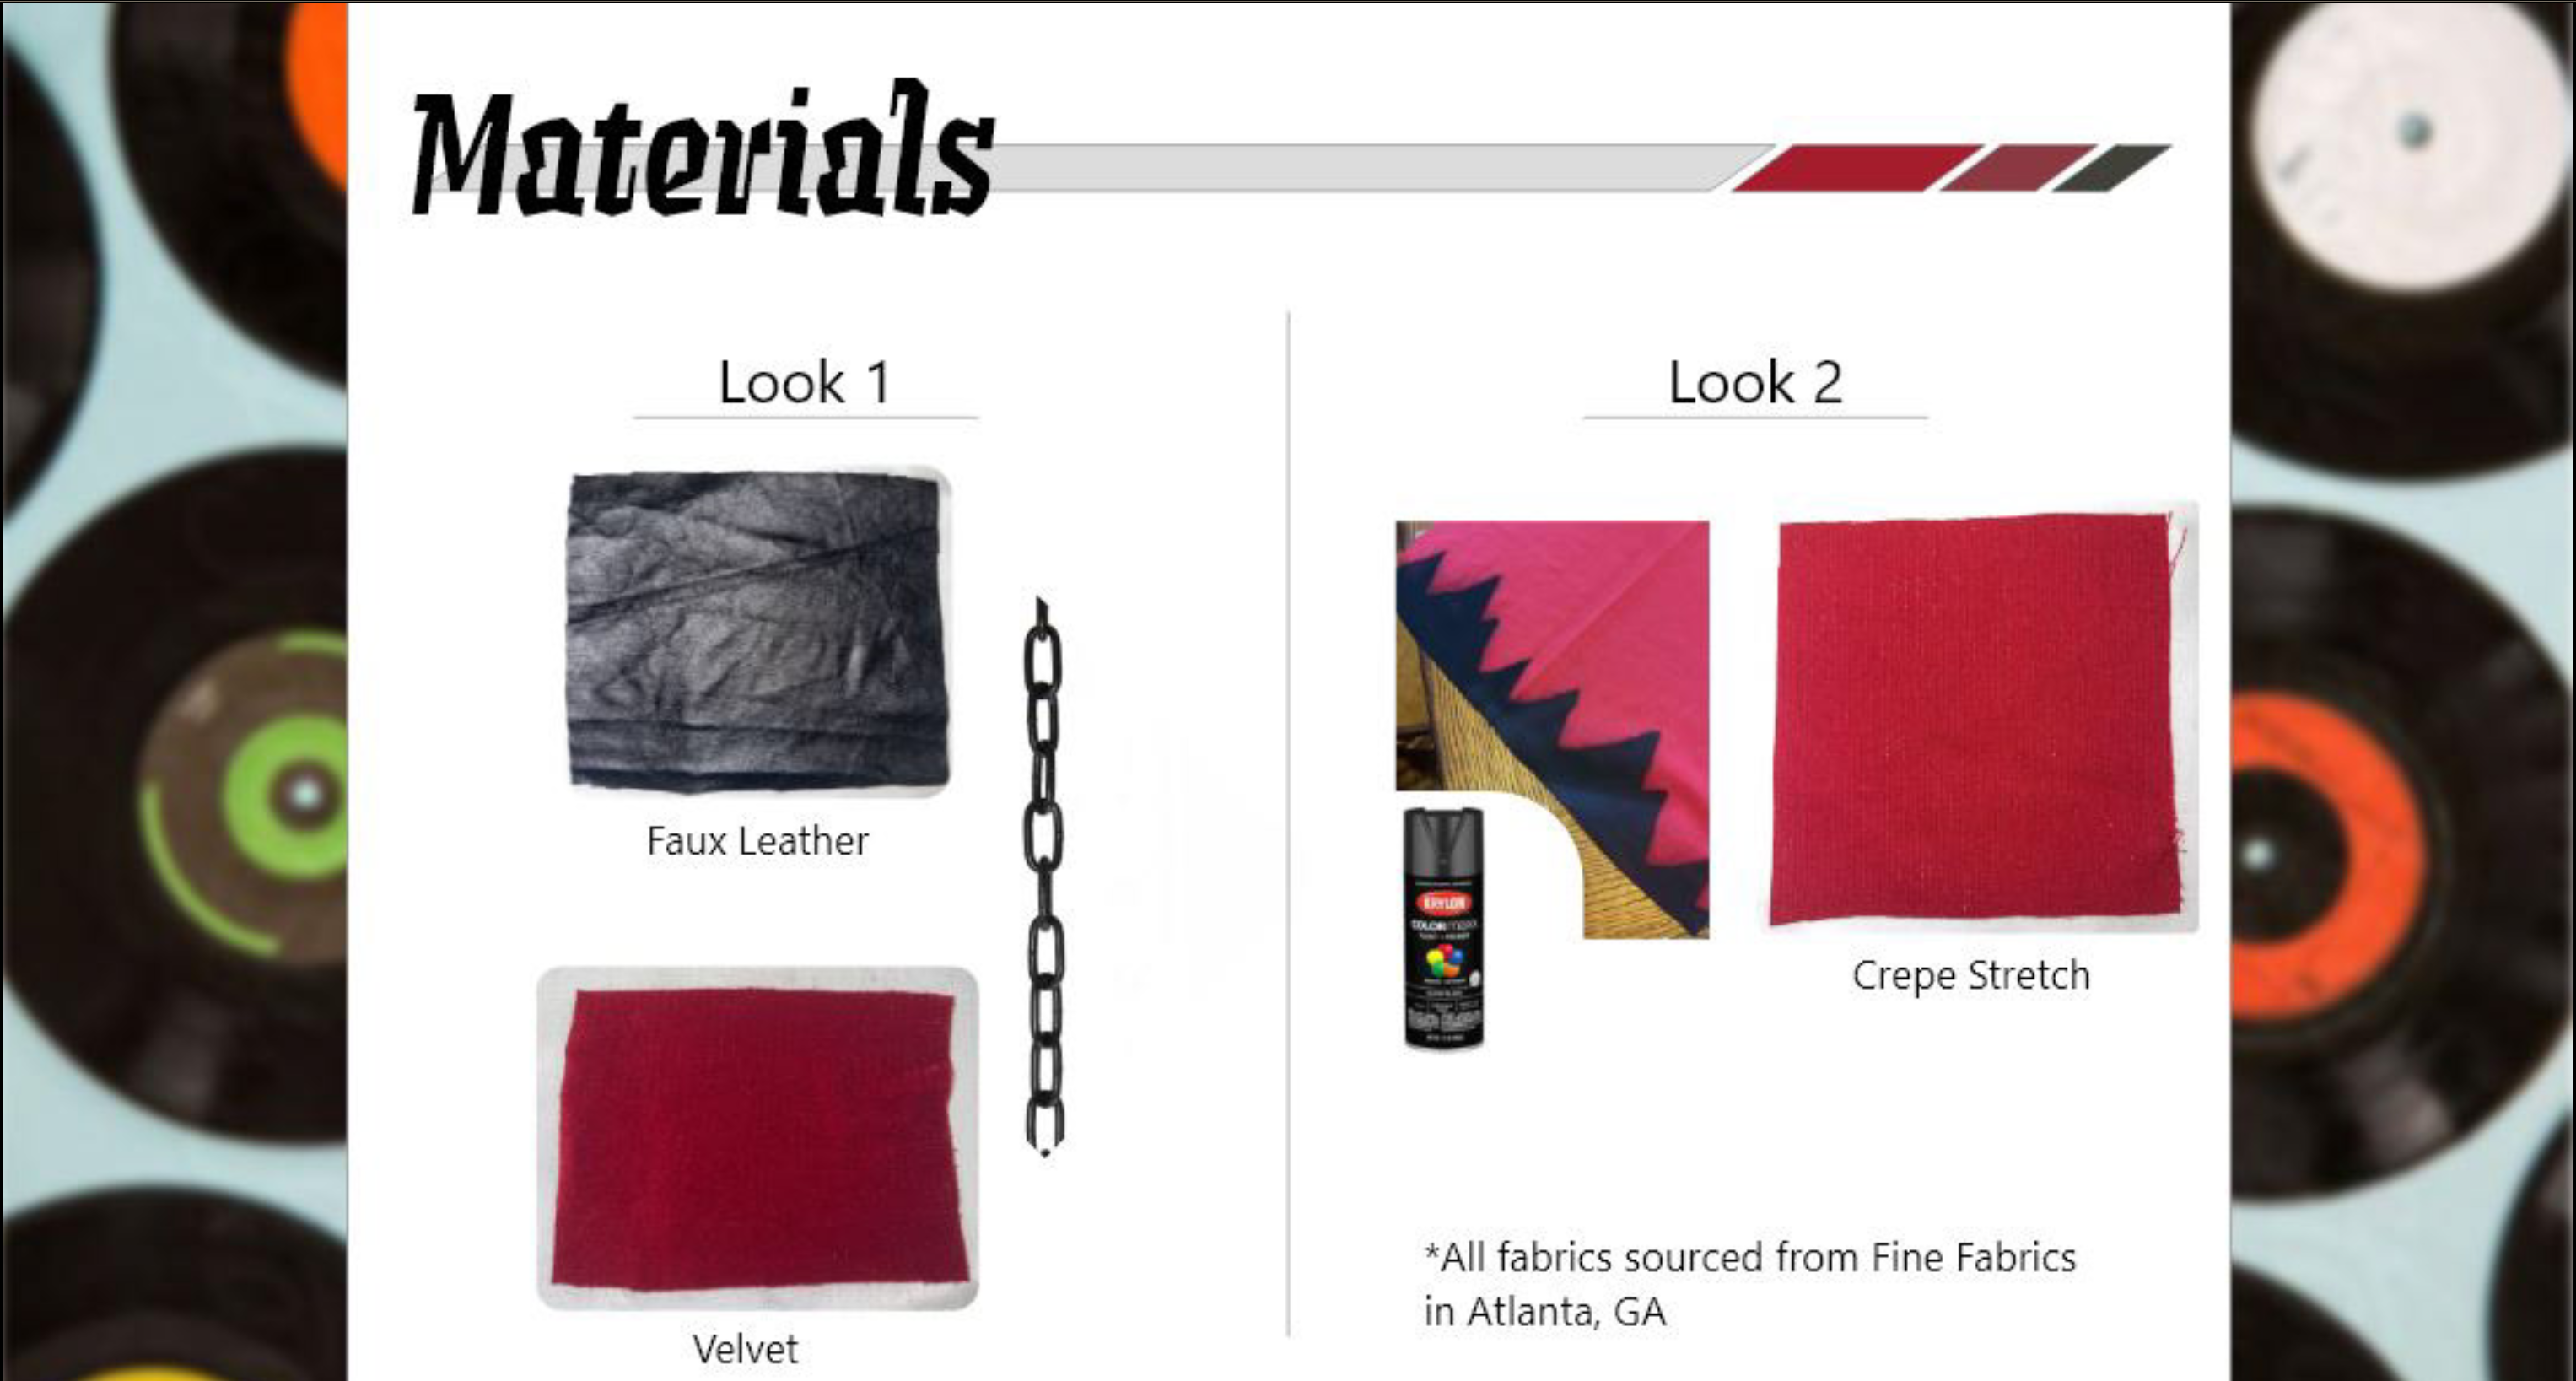 Materials
Look 1
Faux Leather
Velvet
Look 2
KRYLON
COLORmaxx
Crepe Stretch
*All fabrics sourced from Fine Fabrics
in Atlanta, GA